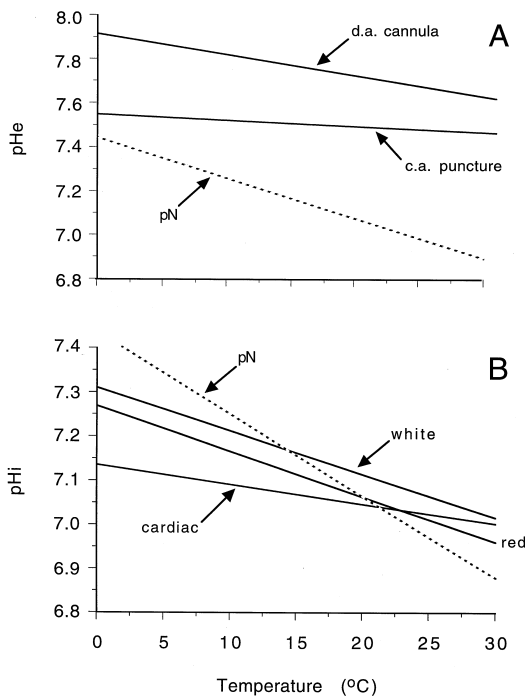 A
8.0
7.8
7.6
7.4
7.2
7.0
6.8
pHe
d.a. cannula
c.a. puncture
pN
B
7.4
7.3
7.2
7.1
7.0
6.9
6.8
pHi
pN
white
cardiac
red
0 5 10 15 20 25 30
Temperature (ºC)